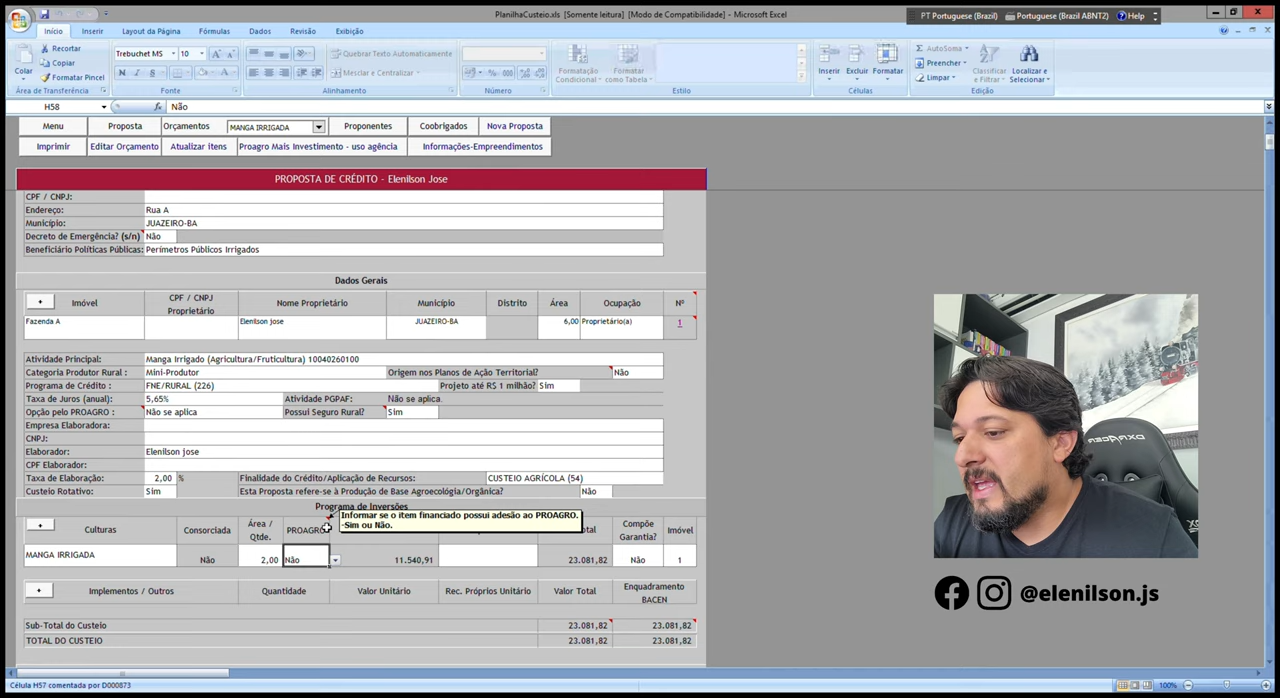 PlanilhaCusteio.xls [Somente leitura] [Modo de Compatibilidade] - Microsoft Excel
PT Portuguese (Brazil) Portuguese (Brazil ABNT2) Help
Início Inserir Layout da Página Fórmulas Dados Revisão Exibição
Colar
Recortar
Copiar
Formatar Pincel
Área de Transferência
Trebuchet MS 10
N I S
Fonte
Quebrar Texto Automaticamente
Mesclar e Centralizar
Alinhamento
Número
Formatação Condicional
Formatar como Tabela
Estilo
Inserir Excluir Formatar
Células
AutoSoma
Preencher
Limpar
Classificar e Filtrar
Localizar e Selecionar
Edição
H58 fx Não
Menu Proposta Orçamentos MANGA IRRIGADA Proponentes Coobrigados Nova Proposta
Imprimir Editar Orçamento Atualizar itens Proagro Mais Investimento - uso agência Informações-Empreendimentos
PROPOSTA DE CRÉDITO - Elenilson Jose
CPF / CNPJ:
Endereço: Rua A
Município: JUAZEIRO-BA
Decreto de Emergência? (s/n) Não
Beneficiário Políticas Públicas: Perímetros Públicos Irrigados
Dados Gerais
+ Imóvel CPF / CNPJ Proprietário Nome Proprietário Município Distrito Área Ocupação Nº
Fazenda A Elenilson jose JUAZEIRO-BA 6,00 Proprietário(a) 1
Atividade Principal: Manga Irrigado (Agricultura/Fruticultura) 10040260100
Categoria Produtor Rural : Mini-Produtor Origem nos Planos de Ação Territorial? Não
Programa de Crédito : FNE/RURAL (226) Projeto até R$ 1 milhão? Sim
Taxa de Juros (anual): 5,65% Atividade PGPAF: Não se aplica.
Opção pelo PROAGRO : Não se aplica Possui Seguro Rural? Sim
Empresa Elaboradora:
CNPJ:
Elaborador: Elenilson jose
CPF Elaborador:
Taxa de Elaboração: 2,00 % Finalidade do Crédito/Aplicação de Recursos: CUSTEIO AGRÍCOLA (54)
Custeio Rotativo: Sim Esta Proposta refere-se à Produção de Base Agroecológia/Orgânica? Não
Programa de Inversões
Informar se o item financiado possui adesão ao PROAGRO.
-Sim ou Não.
+ Culturas Consorciada Área / Qtde. PROAGRO Total Compõe Garantia? Imóvel
MANGA IRRIGADA Não 2,00 Não 11.540,91 23.081,82 Não 1
+ Implementos / Outros Quantidade Valor Unitário Rec. Próprios Unitário Valor Total Enquadramento BACEN
Sub-Total do Custeio 23.081,82 23.081,82
TOTAL DO CUSTEIO 23.081,82 23.081,82
DXRACER
@elenilson.js
Célula H57 comentada por D000873
100%